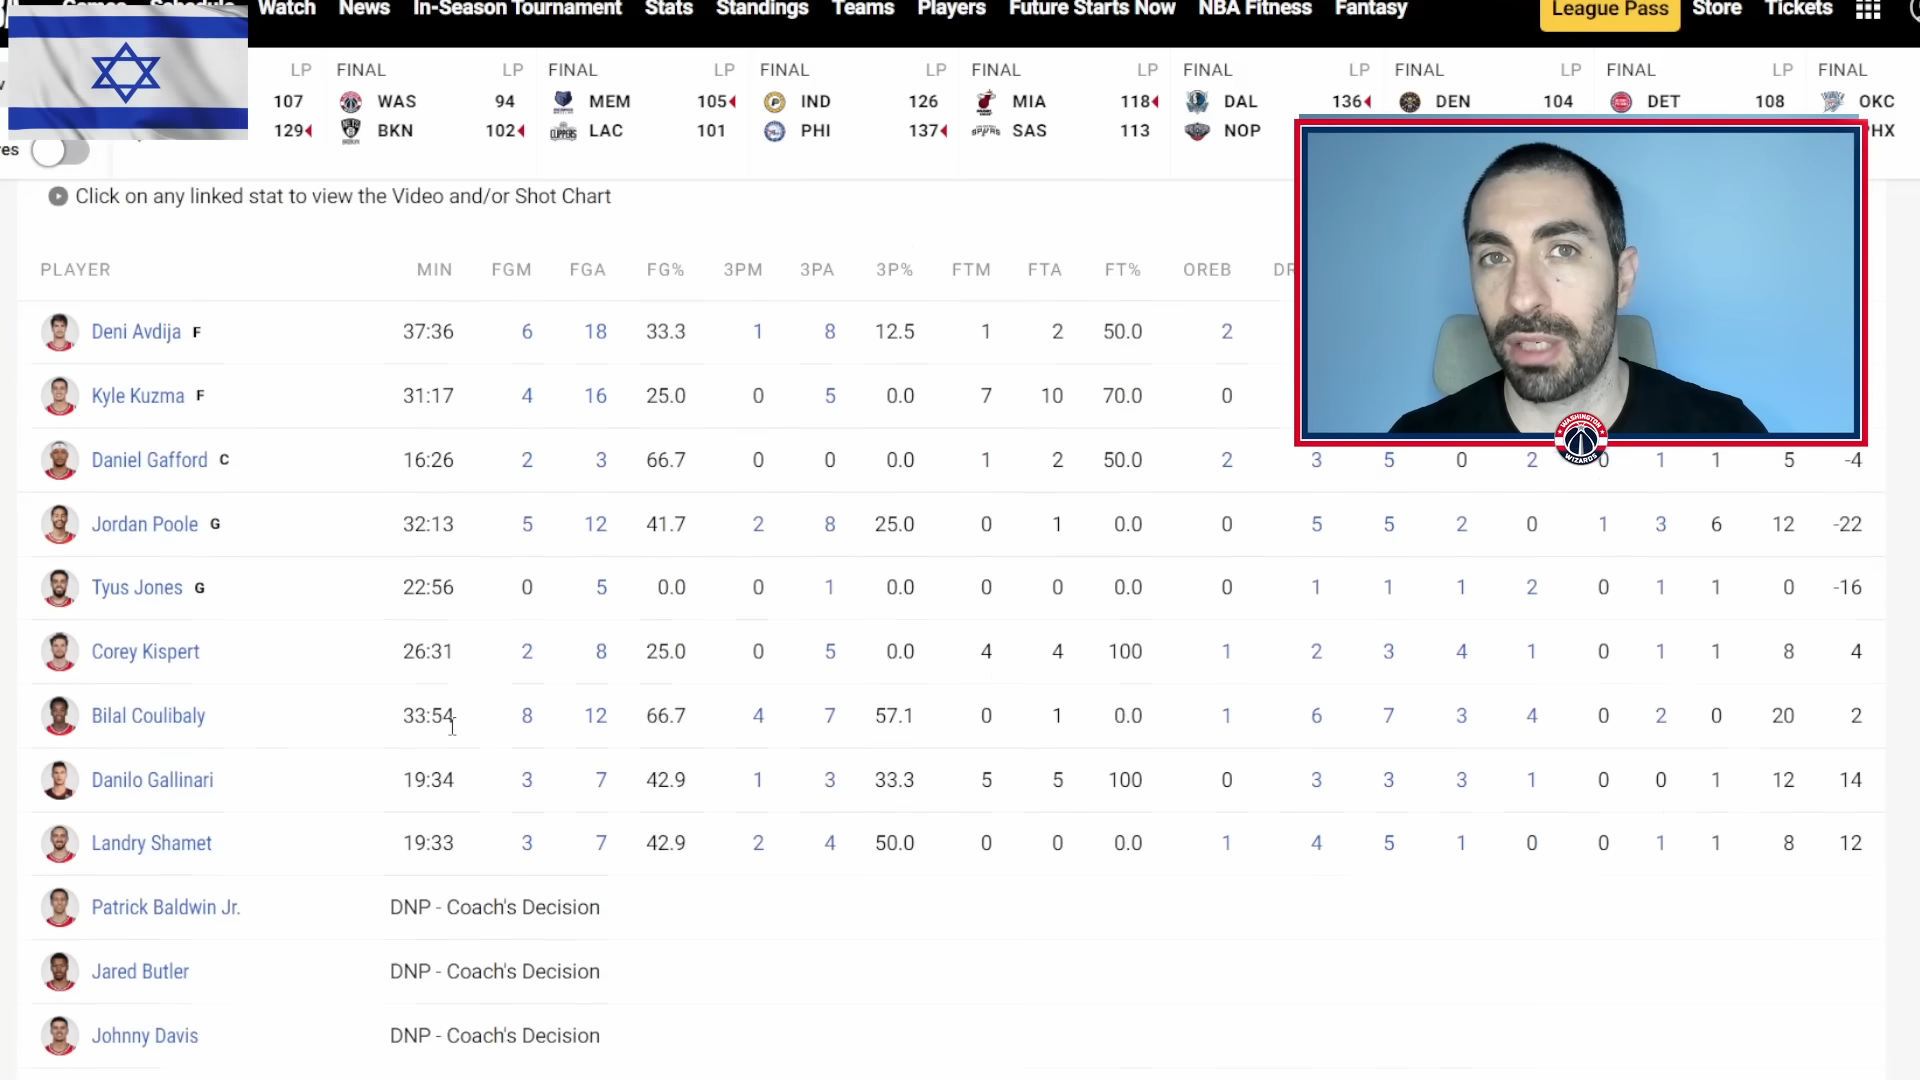 Games Schedule Watch News In-Season Tournament Stats Standings Teams Players Future Starts Now NBA Fitness Fantasy League Pass Store Tickets
LP FINAL LP FINAL LP FINAL LP FINAL LP FINAL LP FINAL LP FINAL LP FINAL
107 WAS 94 MEM 105 IND 126 MIA 118 DAL 136 DEN 104 DET 108 OKC
129 BKN 102 LAC 101 PHI 137 SAS 113 NOP PHX
Click on any linked stat to view the Video and/or Shot Chart
PLAYER MIN FGM FGA FG% 3PM 3PA 3P% FTM FTA FT% OREB DR
Deni Avdija F 37:36 6 18 33.3 1 8 12.5 1 2 50.0 2
Kyle Kuzma F 31:17 4 16 25.0 0 5 0.0 7 10 70.0 0
WASHINGTON
WIZARDS
Daniel Gafford C 16:26 2 3 66.7 0 0 0.0 1 2 50.0 2 3 5 0 2 0 1 1 5 -4
Jordan Poole G 32:13 5 12 41.7 2 8 25.0 0 1 0.0 0 5 5 2 0 1 3 6 12 -22
Tyus Jones G 22:56 0 5 0.0 0 1 0.0 0 0 0.0 0 1 1 1 2 0 1 1 0 -16
Corey Kispert 26:31 2 8 25.0 0 5 0.0 4 4 100 1 2 3 4 1 0 1 1 8 4
Bilal Coulibaly 33:54 8 12 66.7 4 7 57.1 0 1 0.0 1 6 7 3 4 0 2 0 20 2
Danilo Gallinari 19:34 3 7 42.9 1 3 33.3 5 5 100 0 3 3 3 1 0 0 1 12 14
Landry Shamet 19:33 3 7 42.9 2 4 50.0 0 0 0.0 1 4 5 1 0 0 1 1 8 12
Patrick Baldwin Jr. DNP - Coach's Decision
Jared Butler DNP - Coach's Decision
Johnny Davis DNP - Coach's Decision